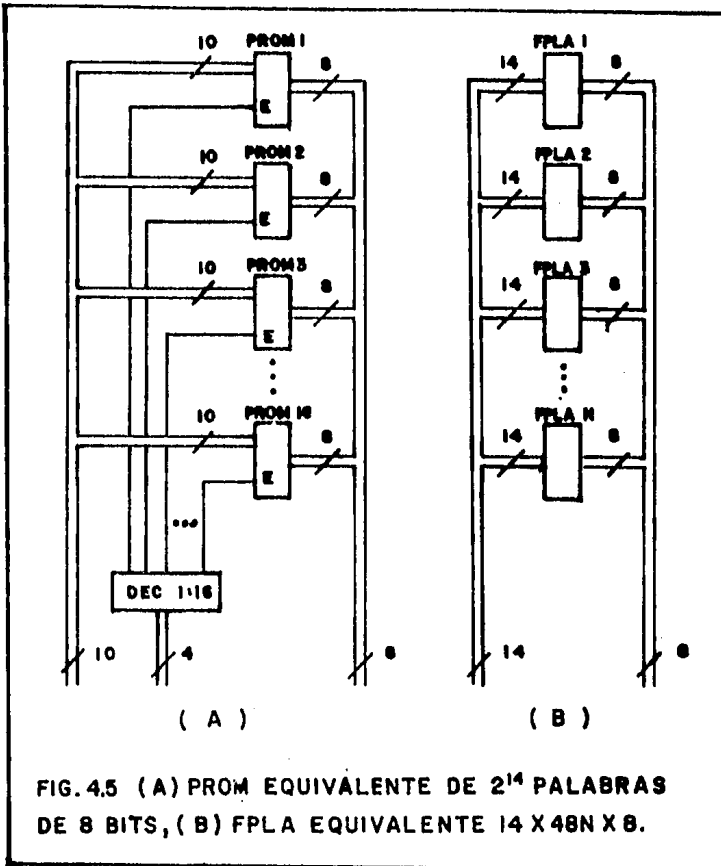 10
PROM 1
8
E
10
PROM 2
8
E
10
PROM 3
8
E
10
PROM 16
8
E
DEC 1:16
10
4
8
( A )
14
FPLA 1
8
14
FPLA 2
8
14
FPLA 3
8
14
FPLA N
8
14
8
( B )
FIG. 4.5 (A) PROM EQUIVALENTE DE 2¹⁴ PALABRAS
DE 8 BITS, (B) FPLA EQUIVALENTE 14 X 48N X 8.